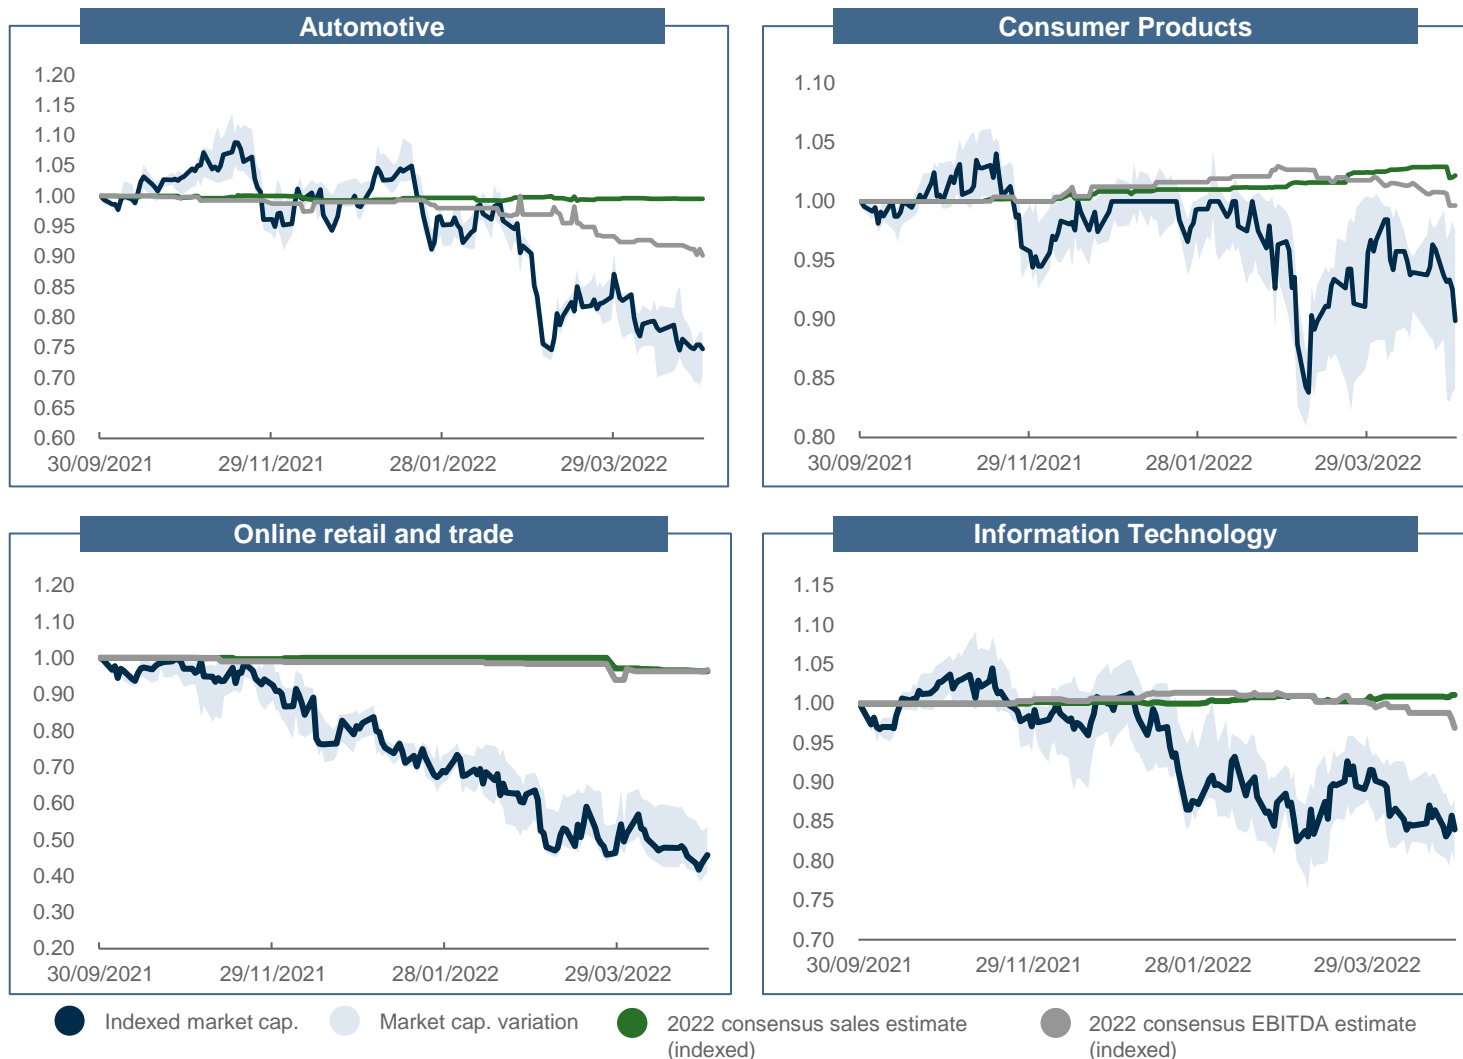 Automotive
1.20
1.15
1.10
1.05
1.00
0.95
0.90
0.85
0.80
0.75
0.70
0.65
0.60
30/09/2021 29/11/2021 28/01/2022 29/03/2022
Consumer Products
1.10
1.05
1.00
0.95
0.90
0.85
0.80
30/09/2021 29/11/2021 28/01/2022 29/03/2022
Online retail and trade
1.20
1.10
1.00
0.90
0.80
0.70
0.60
0.50
0.40
0.30
0.20
30/09/2021 29/11/2021 28/01/2022 29/03/2022
Information Technology
1.15
1.10
1.05
1.00
0.95
0.90
0.85
0.80
0.75
0.70
30/09/2021 29/11/2021 28/01/2022 29/03/2022
Indexed market cap.
Market cap. variation
2022 consensus sales estimate
(indexed)
2022 consensus EBITDA estimate
(indexed)